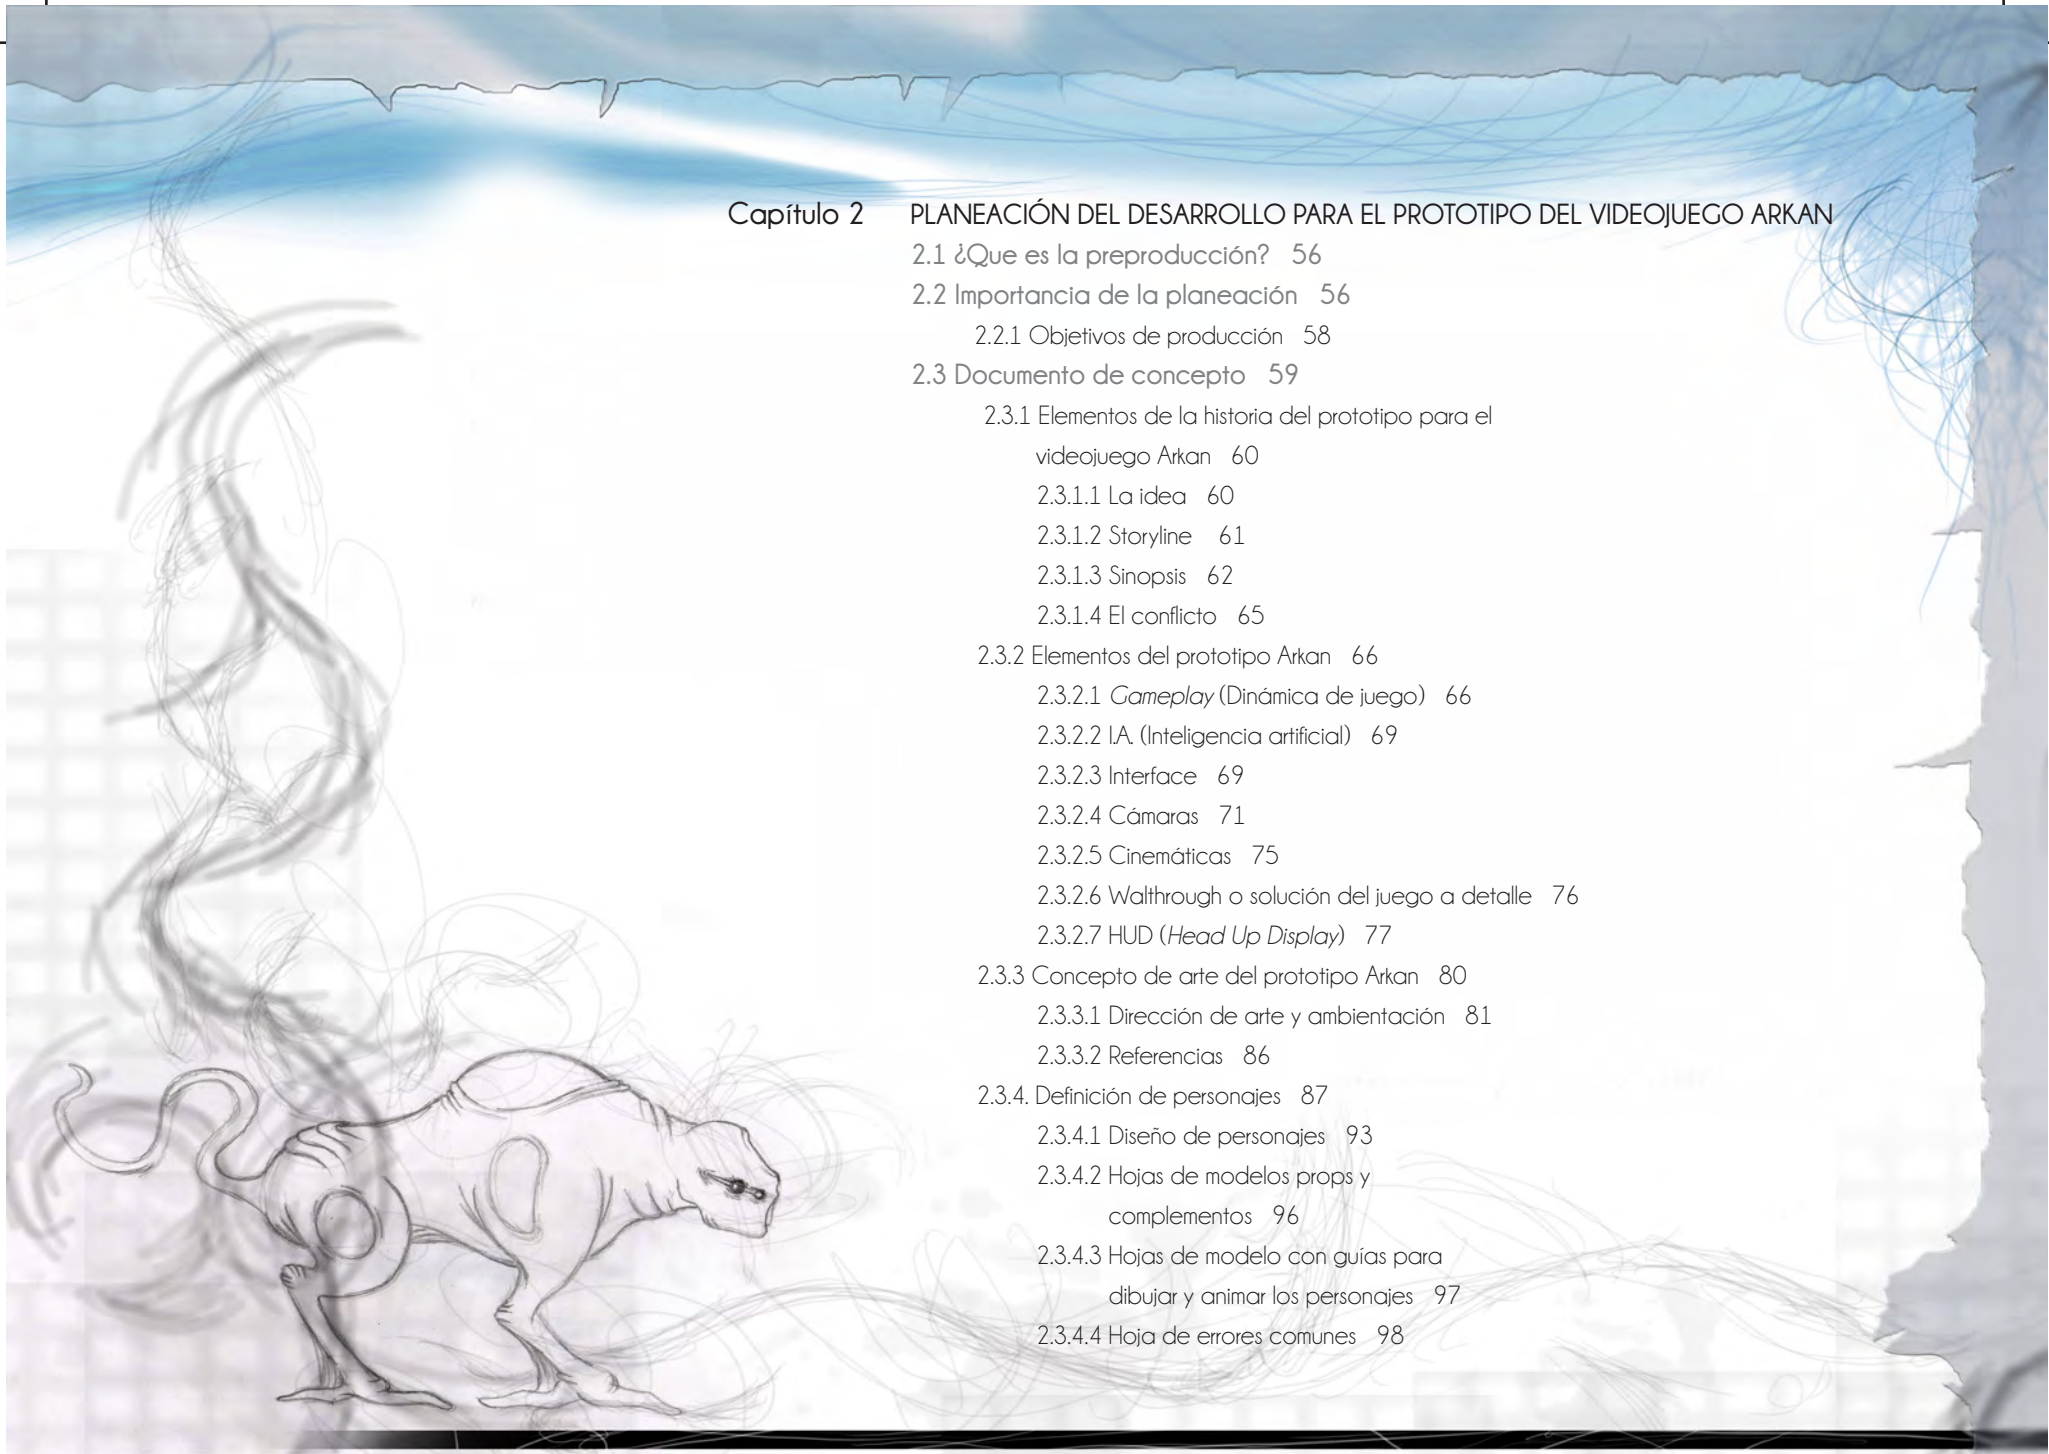 Capítulo 2 PLANEACIÓN DEL DESARROLLO PARA EL PROTOTIPO DEL VIDEOJUEGO ARKAN
2.1 ¿Que es la preproducción? 56
2.2 Importancia de la planeación 56
2.2.1 Objetivos de producción 58
2.3 Documento de concepto 59
2.3.1 Elementos de la historia del prototipo para el
videojuego Arkan 60
2.3.1.1 La idea 60
2.3.1.2 Storyline 61
2.3.1.3 Sinopsis 62
2.3.1.4 El conflicto 65
2.3.2 Elementos del prototipo Arkan 66
2.3.2.1 Gameplay (Dinámica de juego) 66
2.3.2.2 I.A. (Inteligencia artificial) 69
2.3.2.3 Interface 69
2.3.2.4 Cámaras 71
2.3.2.5 Cinemáticas 75
2.3.2.6 Walthrough o solución del juego a detalle 76
2.3.2.7 HUD (Head Up Display) 77
2.3.3 Concepto de arte del prototipo Arkan 80
2.3.3.1 Dirección de arte y ambientación 81
2.3.3.2 Referencias 86
2.3.4. Definición de personajes 87
2.3.4.1 Diseño de personajes 93
2.3.4.2 Hojas de modelos props y
complementos 96
2.3.4.3 Hojas de modelo con guías para
dibujar y animar los personajes 97
2.3.4.4 Hoja de errores comunes 98